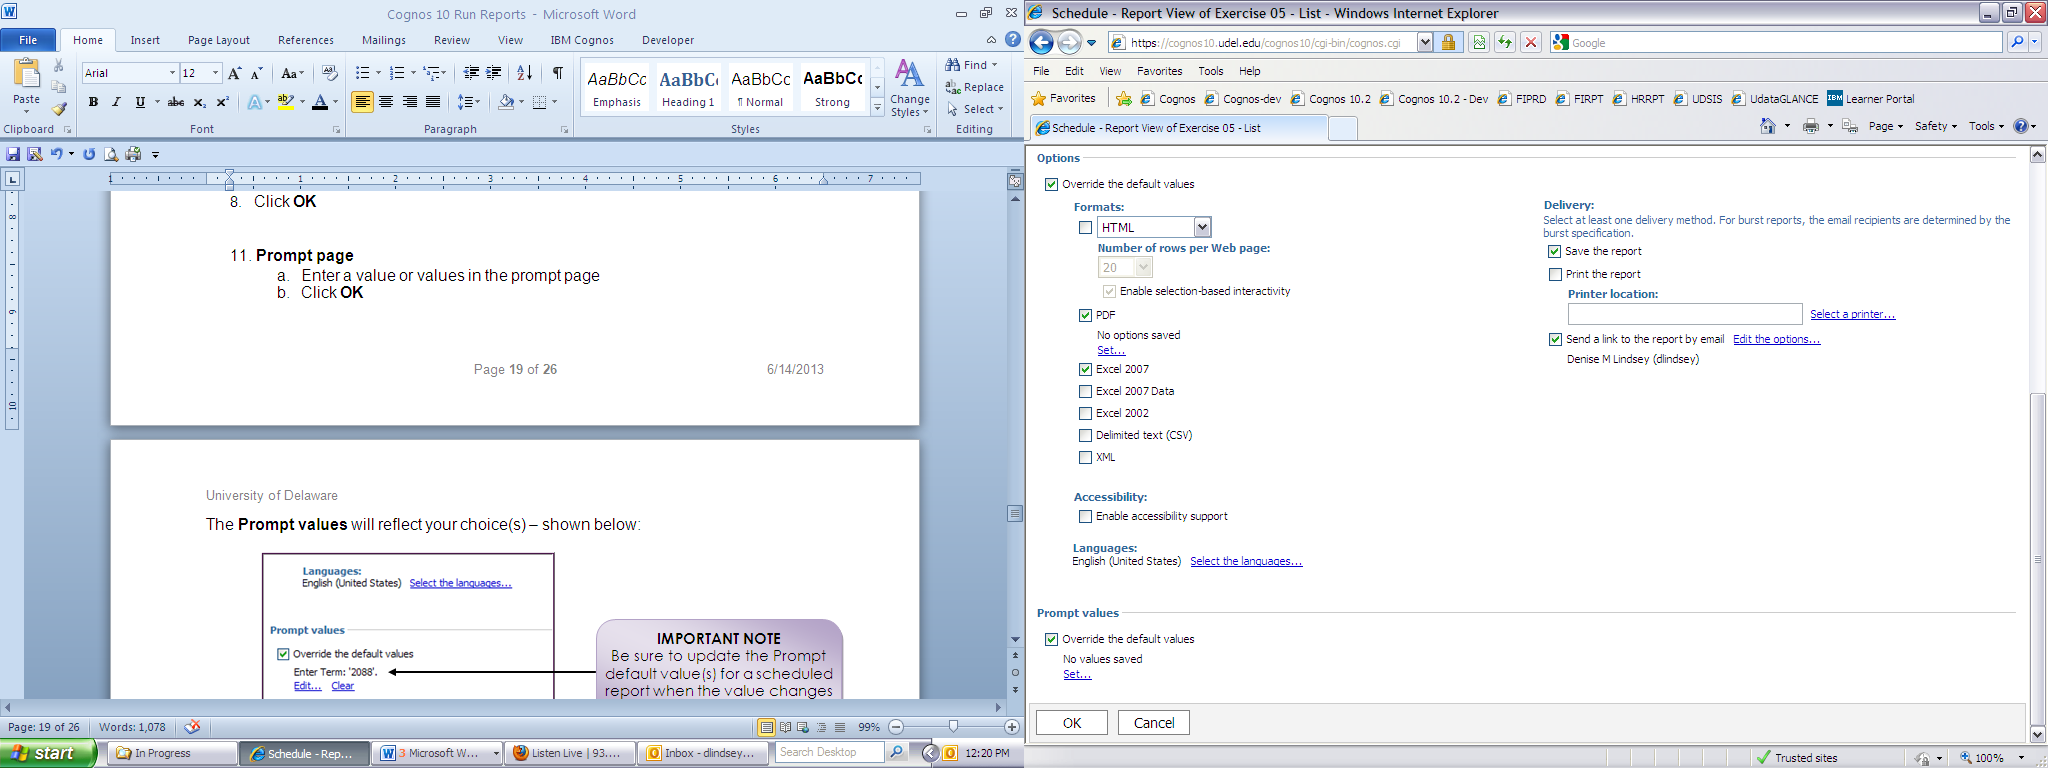 Cognos 10 Run Reports - Microsoft Word
File Home Insert Page Layout References Mailings Review View IBM Cognos Developer
Paste
Clipboard
Arial 12
Font
Paragraph
AaBbCc AaBbC AaBbCc AaBbCc
Emphasis Heading 1 ¶ Normal Strong
Styles
Change Styles
Find
Replace
Select
Editing
1 1 2 3 4 5 6 7
8. Click OK
11. Prompt page
a. Enter a value or values in the prompt page
b. Click OK
Page 19 of 26 6/14/2013
University of Delaware
The Prompt values will reflect your choice(s) – shown below:
Languages:
English (United States) Select the languages...
Prompt values
Override the default values
Enter Term: '2088'.
Edit... Clear
IMPORTANT NOTE
Be sure to update the Prompt
default value(s) for a scheduled
report when the value changes
Page: 19 of 26 Words: 1,078 99%
start In Progress Schedule - Rep... 3 Microsoft W... Listen Live | 93.... Inbox - dlindsey... Search Desktop 12:20 PM
Schedule - Report View of Exercise 05 - List - Windows Internet Explorer
https://cognos10.udel.edu/cognos10/cgi-bin/cognos.cgi Google
File Edit View Favorites Tools Help
Favorites Cognos Cognos-dev Cognos 10.2 Cognos 10.2 - Dev FIPRD FIRPT HRRPT UDSIS UdataGLANCE IBM Learner Portal
Schedule - Report View of Exercise 05 - List Page Safety Tools
Options
Override the default values
Formats:
HTML
Number of rows per Web page:
20
Enable selection-based interactivity
PDF
No options saved
Set...
Excel 2007
Excel 2007 Data
Excel 2002
Delimited text (CSV)
XML
Accessibility:
Enable accessibility support
Languages:
English (United States) Select the languages...
Delivery:
Select at least one delivery method. For burst reports, the email recipients are determined by the
burst specification.
Save the report
Print the report
Printer location:
Select a printer...
Send a link to the report by email Edit the options...
Denise M Lindsey (dlindsey)
Prompt values
Override the default values
No values saved
Set...
OK Cancel
Trusted sites 100%